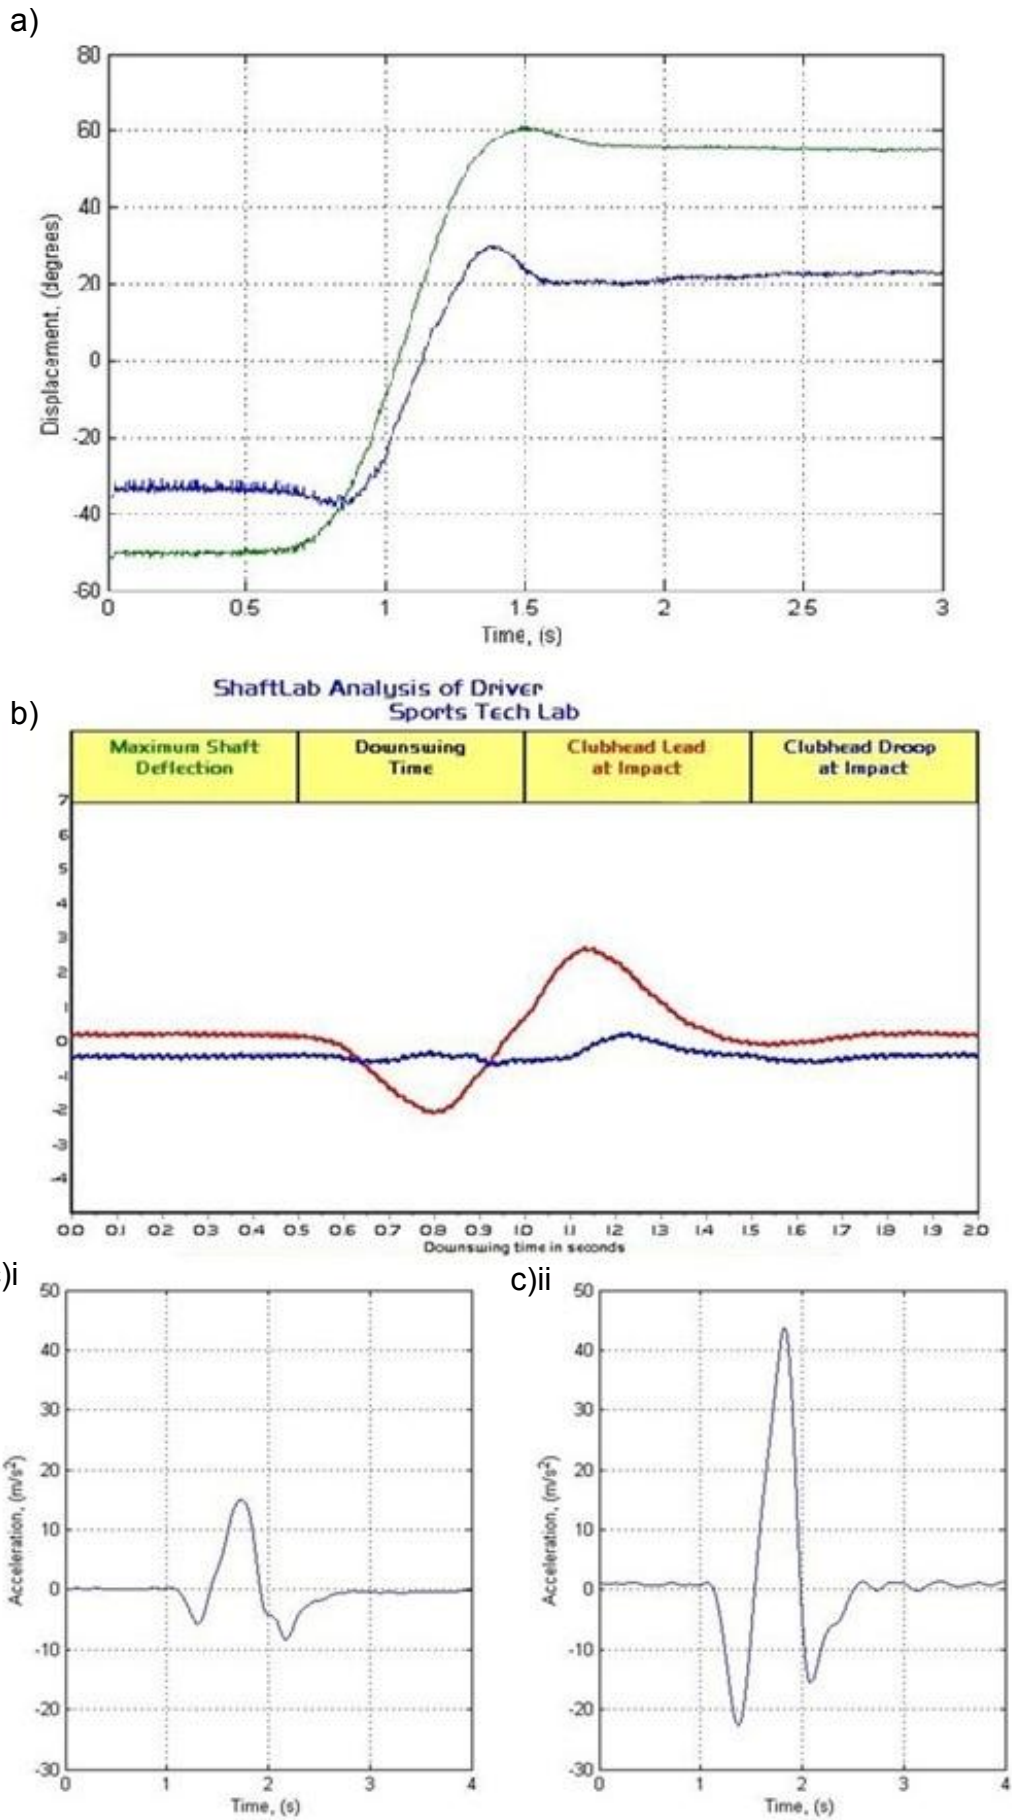 a)
80
60
40
20
0
-20
-40
-60
0 0.5 1 1.5 2 25 3
Displacement, (degrees)
Time, (s)
ShaftLab Analysis of Driver
Sports Tech Lab
b)
Maximum Shaft
Deflection
Downswing
Time
Clubhead Lead
at Impact
Clubhead Droop
at Impact
7
6
5
4
3
2
1
0
-1
-2
-3
-4
0.0 0.1 0.2 0.3 0.4 0.5 0.6 0.7 0.8 0.9 1.0 1.1 1.2 1.3 1.4 1.5 1.6 1.7 1.8 1.9 2.0
Downswing time in seconds
)i
50
40
30
20
10
0
-10
-20
-30
0 1 2 3 4
Acceleration, (m/s²)
Time, (s)
c)ii
50
40
30
20
10
0
-10
-20
-30
0 1 2 3 4
Acceleration, (m/s²)
Time, (s)